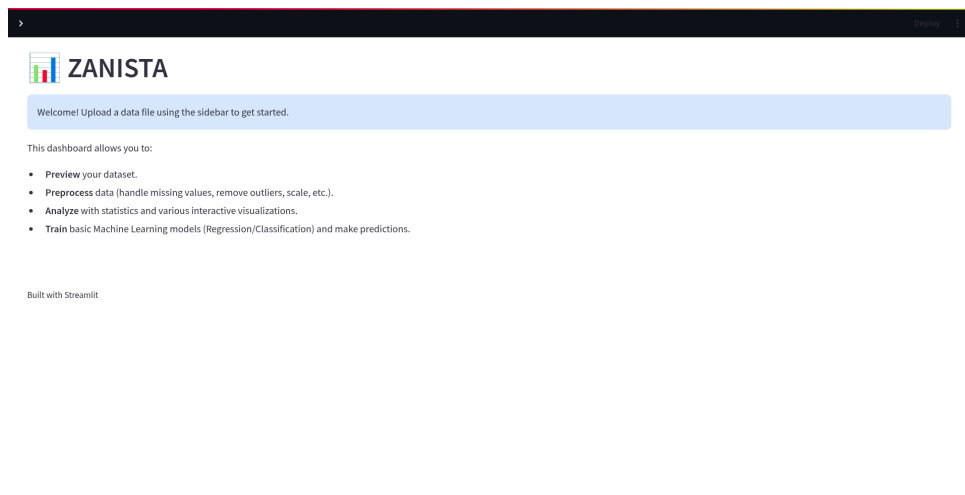 Deploy
ZANISTA
Welcome! Upload a data file using the sidebar to get started.
This dashboard allows you to:
Preview your dataset.
Preprocess data (handle missing values, remove outliers, scale, etc.).
Analyze with statistics and various interactive visualizations.
Train basic Machine Learning models (Regression/Classification) and make predictions.
Built with Streamlit